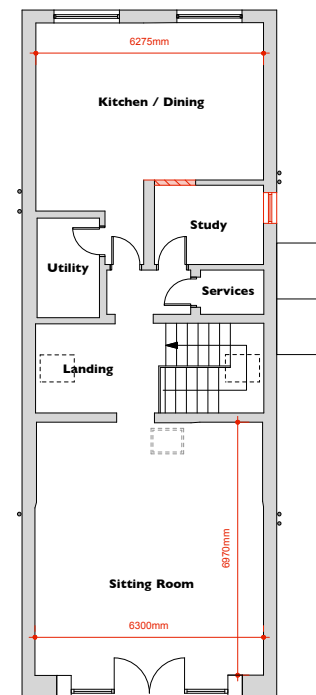 6275mm
Kitchen / Dining
Study
Utility
Services
Landing
6970mm
Sitting Room
6300mm